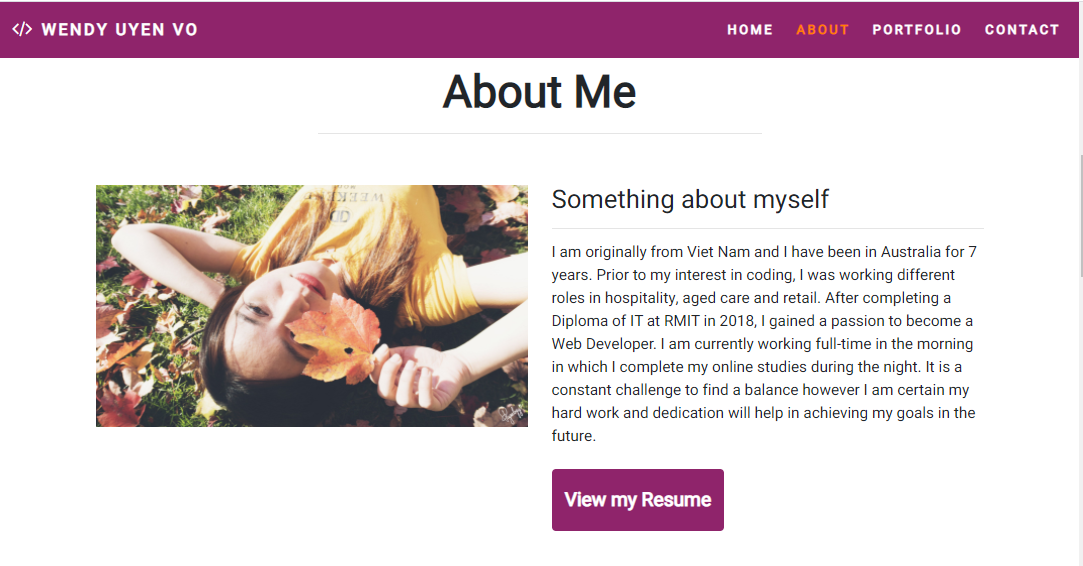 </> WENDY UYEN VO
HOME ABOUT PORTFOLIO CONTACT
About Me
Something about myself
I am originally from Viet Nam and I have been in Australia for 7
years. Prior to my interest in coding, I was working different
roles in hospitality, aged care and retail. After completing a
Diploma of IT at RMIT in 2018, I gained a passion to become a
Web Developer. I am currently working full-time in the morning
in which I complete my online studies during the night. It is a
constant challenge to find a balance however I am certain my
hard work and dedication will help in achieving my goals in the
future.
View my Resume